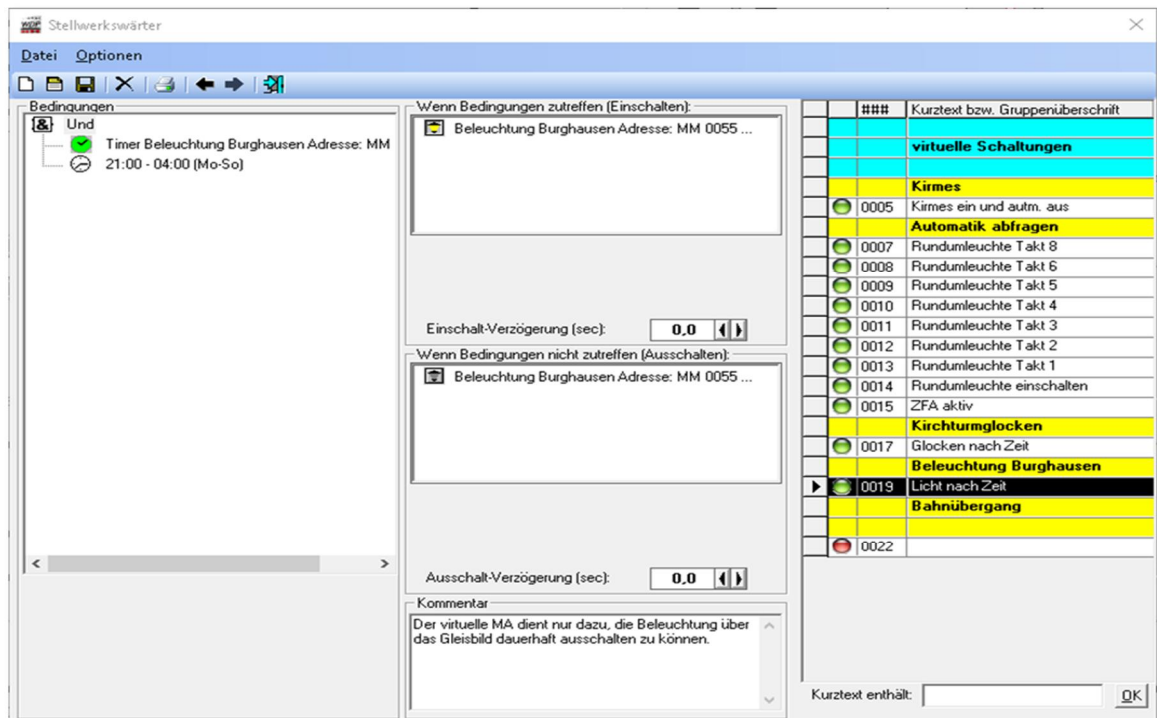 Stellwerkswärter
Datei Optionen
Bedingungen
Und
Timer Beleuchtung Burghausen Adresse: MM
21:00 - 04:00 (Mo-So)
Wenn Bedingungen zutreffen (Einschalten):
Beleuchtung Burghausen Adresse: MM 0055 ...
Einschalt-Verzögerung (sec): 0,0
Wenn Bedingungen nicht zutreffen (Ausschalten):
Beleuchtung Burghausen Adresse: MM 0055 ...
Ausschalt-Verzögerung (sec): 0,0
Kommentar
Der virtuelle MA dient nur dazu, die Beleuchtung über
das Gleisbild dauerhaft ausschalten zu können.
### Kurztext bzw. Gruppenüberschrift
virtuelle Schaltungen
Kirmes
0005 Kirmes ein und autm. aus
Automatik abfragen
0007 Rundumleuchte Takt 8
0008 Rundumleuchte Takt 6
0009 Rundumleuchte Takt 5
0010 Rundumleuchte Takt 4
0011 Rundumleuchte Takt 3
0012 Rundumleuchte Takt 2
0013 Rundumleuchte Takt 1
0014 Rundumleuchte einschalten
0015 ZFA aktiv
Kirchturmglocken
0017 Glocken nach Zeit
Beleuchtung Burghausen
0019 Licht nach Zeit
Bahnübergang
0022
Kurztext enthält: OK